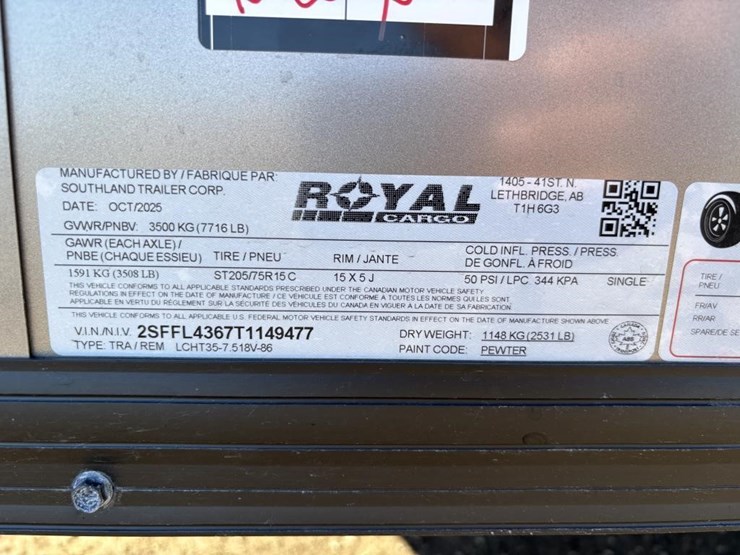 MANUFACTURED BY / FABRIQUE PAR:
SOUTHLAND TRAILER CORP.
DATE: OCT/2025
ROYAL
CARGO
1405 - 41ST. N.
LETHBRIDGE, AB
T1H 6G3
GVWR/PNBV: 3500 KG (7716 LB)
GAWR (EACH AXLE) /
PNBE (CHAQUE ESSIEU) TIRE / PNEU RIM / JANTE COLD INFL. PRESS. / PRESS.
DE GONFL. À FROID
1591 KG (3508 LB) ST205/75R15 C 15 X 5 J 50 PSI / LPC 344 KPA SINGLE
THIS VEHICLE CONFORMS TO ALL APPLICABLE STANDARDS PRESCRIBED UNDER THE CANADIAN MOTOR VEHICLE SAFETY
REGULATIONS IN EFFECT ON THE DATE OF MANUFACTURE / CE VEHICULE EST CONFORME A TOUTES LES NORMES QUI LES SONT
APPLICABLE EN VERTU DU RÈGLEMENT SUR LA SÉCURITÉ DES VÉHICULES DU CANADA EN VIGUER À LA DATE DE SA FABRICATION
THIS VEHICLE CONFORMS TO ALL APPLICABLE U.S. FEDERAL MOTOR VEHICLE SAFETY STANDARDS IN EFFECT ON THE DATE OF MANUFACTURE SHOWN ABOVE
V.I.N./N.I.V. 2SFFL4367T1149477 DRY WEIGHT: 1148 KG (2531 LB)
TYPE: TRA / REM LCHT35-7.518V-86 PAINT CODE: PEWTER
TIRE /
PNEU
FR/AV
RR/AR
SPARE/DE SE